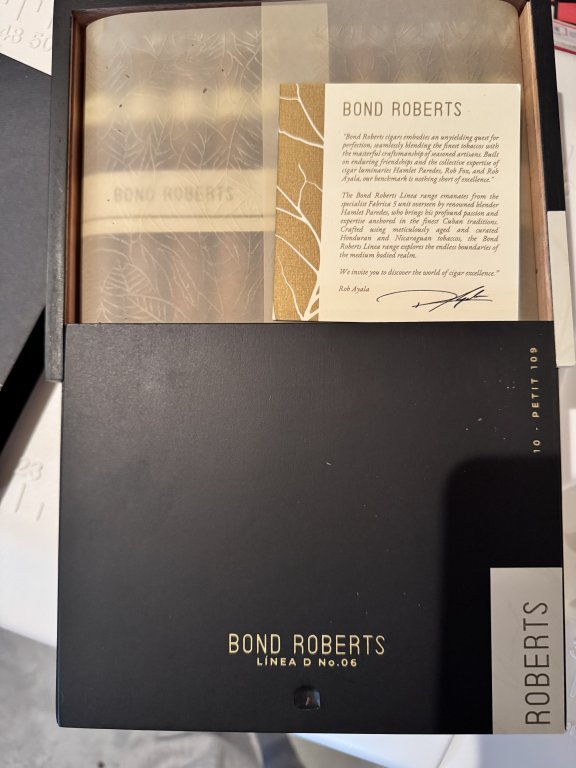 BOND ROBERTS
BOND ROBERTS
"Bond Roberts cigars embodies an unyielding quest for
perfection, seamlessly blending the finest tobaccos with
the masterful craftsmanship of seasoned artisans. Built
on enduring friendships and the collective expertise of
cigar luminaries Hamlet Paredes, Rob Fox, and Rob
Ayala, our benchmark is nothing short of excellence."
The Bond Roberts Linea range emanates from the
specialist Fabrica 5 unit overseen by renowned blender
Hamlet Paredes, who brings his profound passion and
expertise anchored in the finest Cuban traditions.
Crafted using meticulously aged and curated
Honduran and Nicaraguan tobaccos, the Bond
Roberts Linea range explores the endless boundaries of
the medium bodied realm.
We invite you to discover the world of cigar excellence."
Rob Ayala
10 · PETIT 109
BOND ROBERTS
LÍNEA D No.06
ROBERTS
23